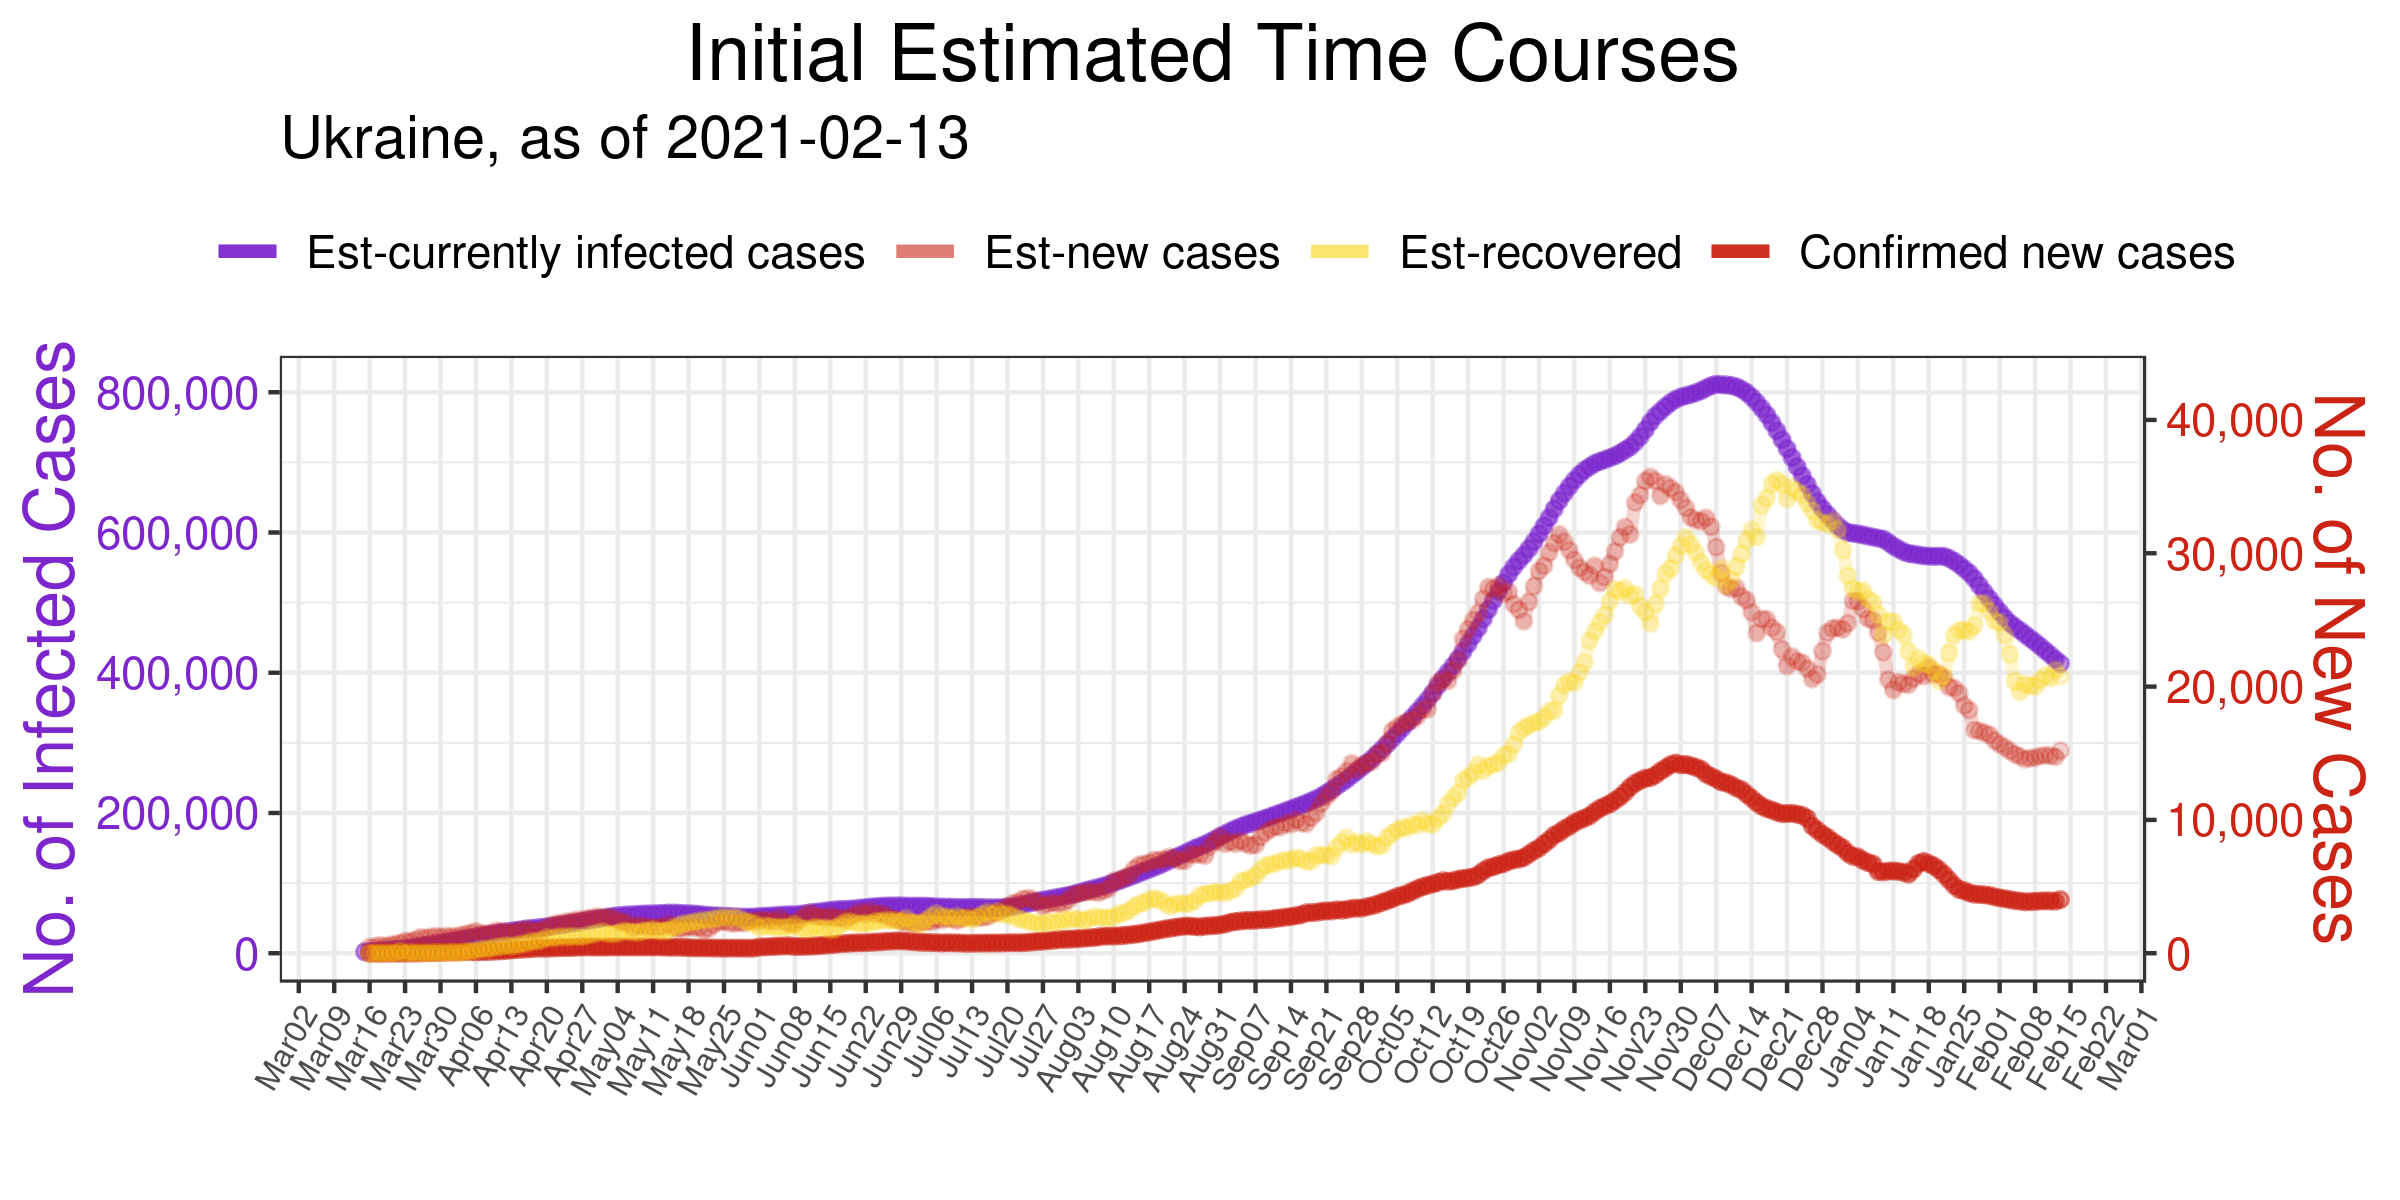 Initial Estimated Time Courses
Ukraine, as of 2021-02-13
Est-currently infected cases Est-new cases Est-recovered Confirmed new cases
No. of Infected Cases
800,000
600,000
400,000
200,000
0
40,000
30,000
20,000
10,000
0
No. of New Cases
Mar02 Mar09 Mar16 Mar23 Mar30 Apr06 Apr13 Apr20 Apr27 May04 May11 May18 May25 Jun01 Jun08 Jun15 Jun22 Jun29 Jul06 Jul13 Jul20 Jul27 Aug03 Aug10 Aug17 Aug24 Aug31 Sep07 Sep14 Sep21 Sep28 Oct05 Oct12 Oct19 Oct26 Nov02 Nov09 Nov16 Nov23 Nov30 Dec07 Dec14 Dec21 Dec28 Jan04 Jan11 Jan18 Jan25 Feb01 Feb08 Feb15 Feb22 Mar01